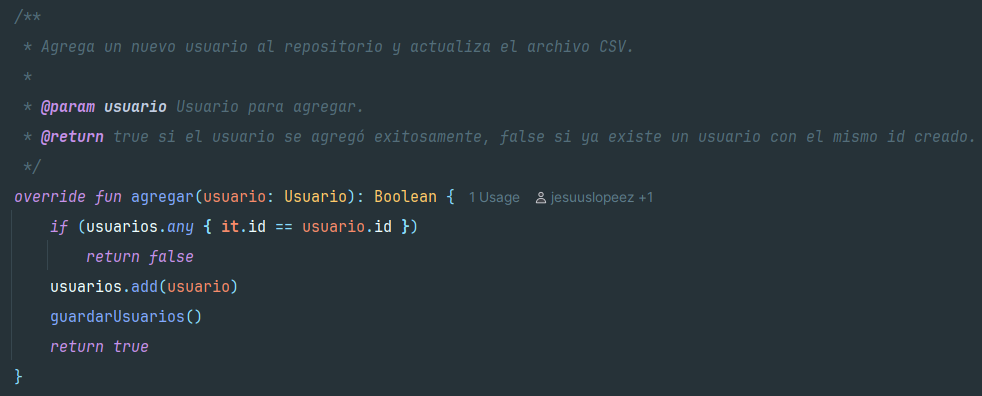 /**
 * Agrega un nuevo usuario al repositorio y actualiza el archivo CSV.
 *
 * @param usuario Usuario para agregar.
 * @return true si el usuario se agregó exitosamente, false si ya existe un usuario con el mismo id creado.
 */
override fun agregar(usuario: Usuario): Boolean { 1 Usage jesuuslopeez +1
    if (usuarios.any { it.id == usuario.id })
        return false
    usuarios.add(usuario)
    guardarUsuarios()
    return true
}